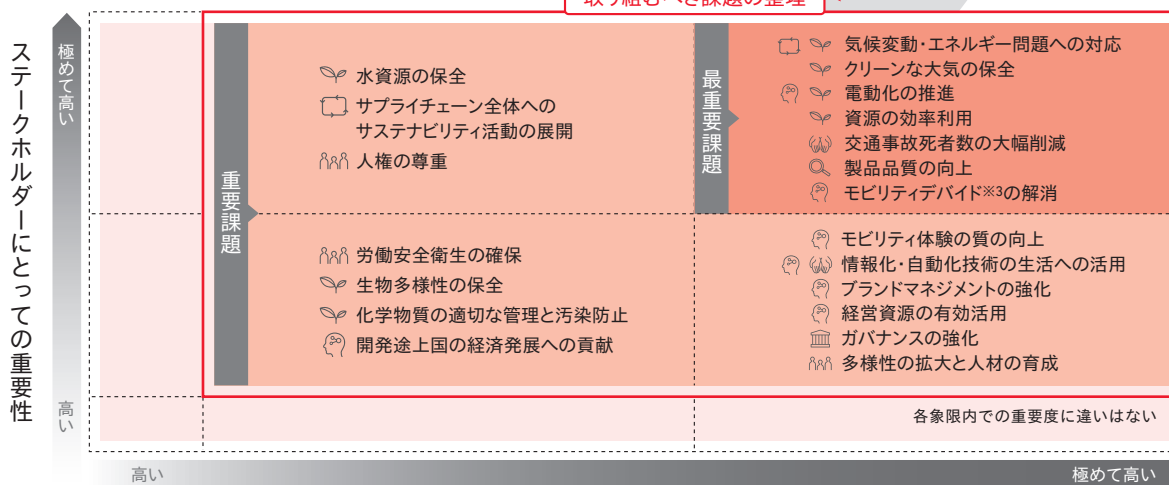 取り組むべき課題の整理
ステークホルダーにとっての重要性
極めて高い
高い
重要課題
水資源の保全
サプライチェーン全体への
サステナビリティ活動の展開
人権の尊重
労働安全衛生の確保
生物多様性の保全
化学物質の適切な管理と汚染防止
開発途上国の経済発展への貢献
最重要課題
気候変動・エネルギー問題への対応
クリーンな大気の保全
電動化の推進
資源の効率利用
交通事故死者数の大幅削減
製品品質の向上
モビリティデバイド※3の解消
モビリティ体験の質の向上
情報化・自動化技術の生活への活用
ブランドマネジメントの強化
経営資源の有効活用
ガバナンスの強化
多様性の拡大と人材の育成
各象限内での重要度に違いはない
高い
極めて高い